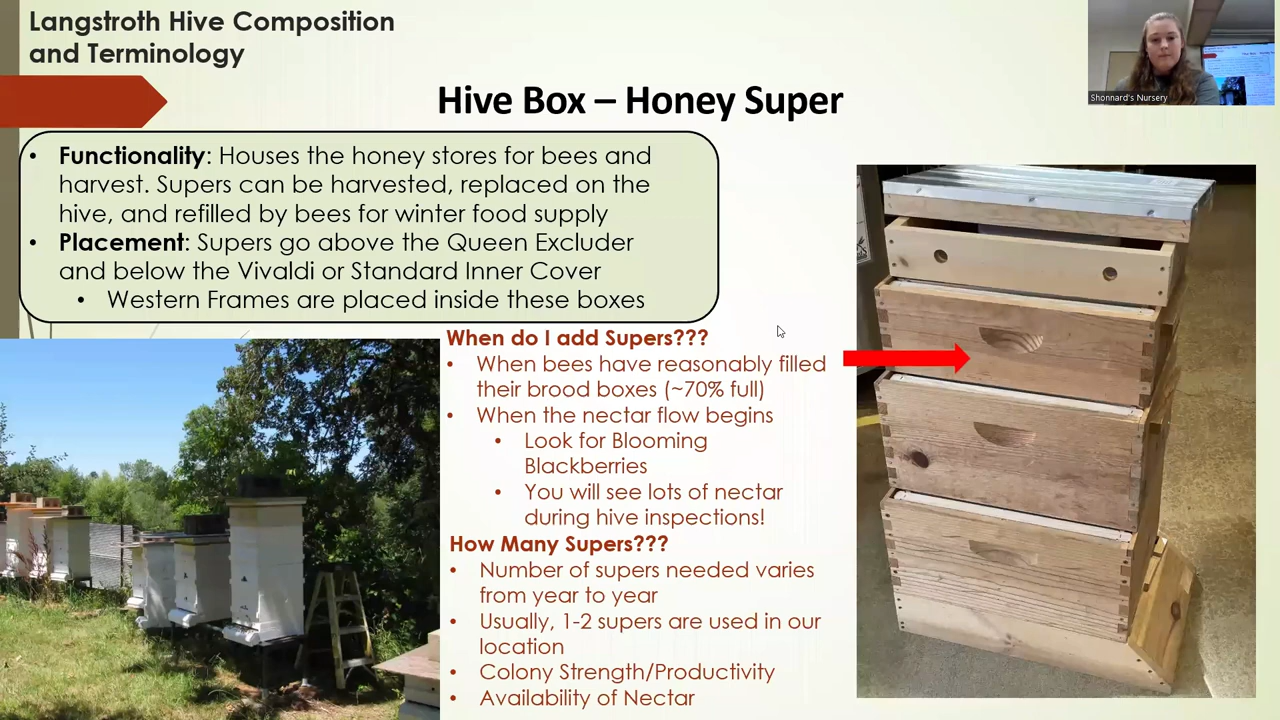 Langstroth Hive Composition
and Terminology
Shonnard's Nursery
Hive Box – Honey Super
• Functionality: Houses the honey stores for bees and
harvest. Supers can be harvested, replaced on the
hive, and refilled by bees for winter food supply
• Placement: Supers go above the Queen Excluder
and below the Vivaldi or Standard Inner Cover
• Western Frames are placed inside these boxes
When do I add Supers???
• When bees have reasonably filled
their brood boxes (~70% full)
• When the nectar flow begins
• Look for Blooming
Blackberries
• You will see lots of nectar
during hive inspections!
How Many Supers???
• Number of supers needed varies
from year to year
• Usually, 1-2 supers are used in our
location
• Colony Strength/Productivity
• Availability of Nectar